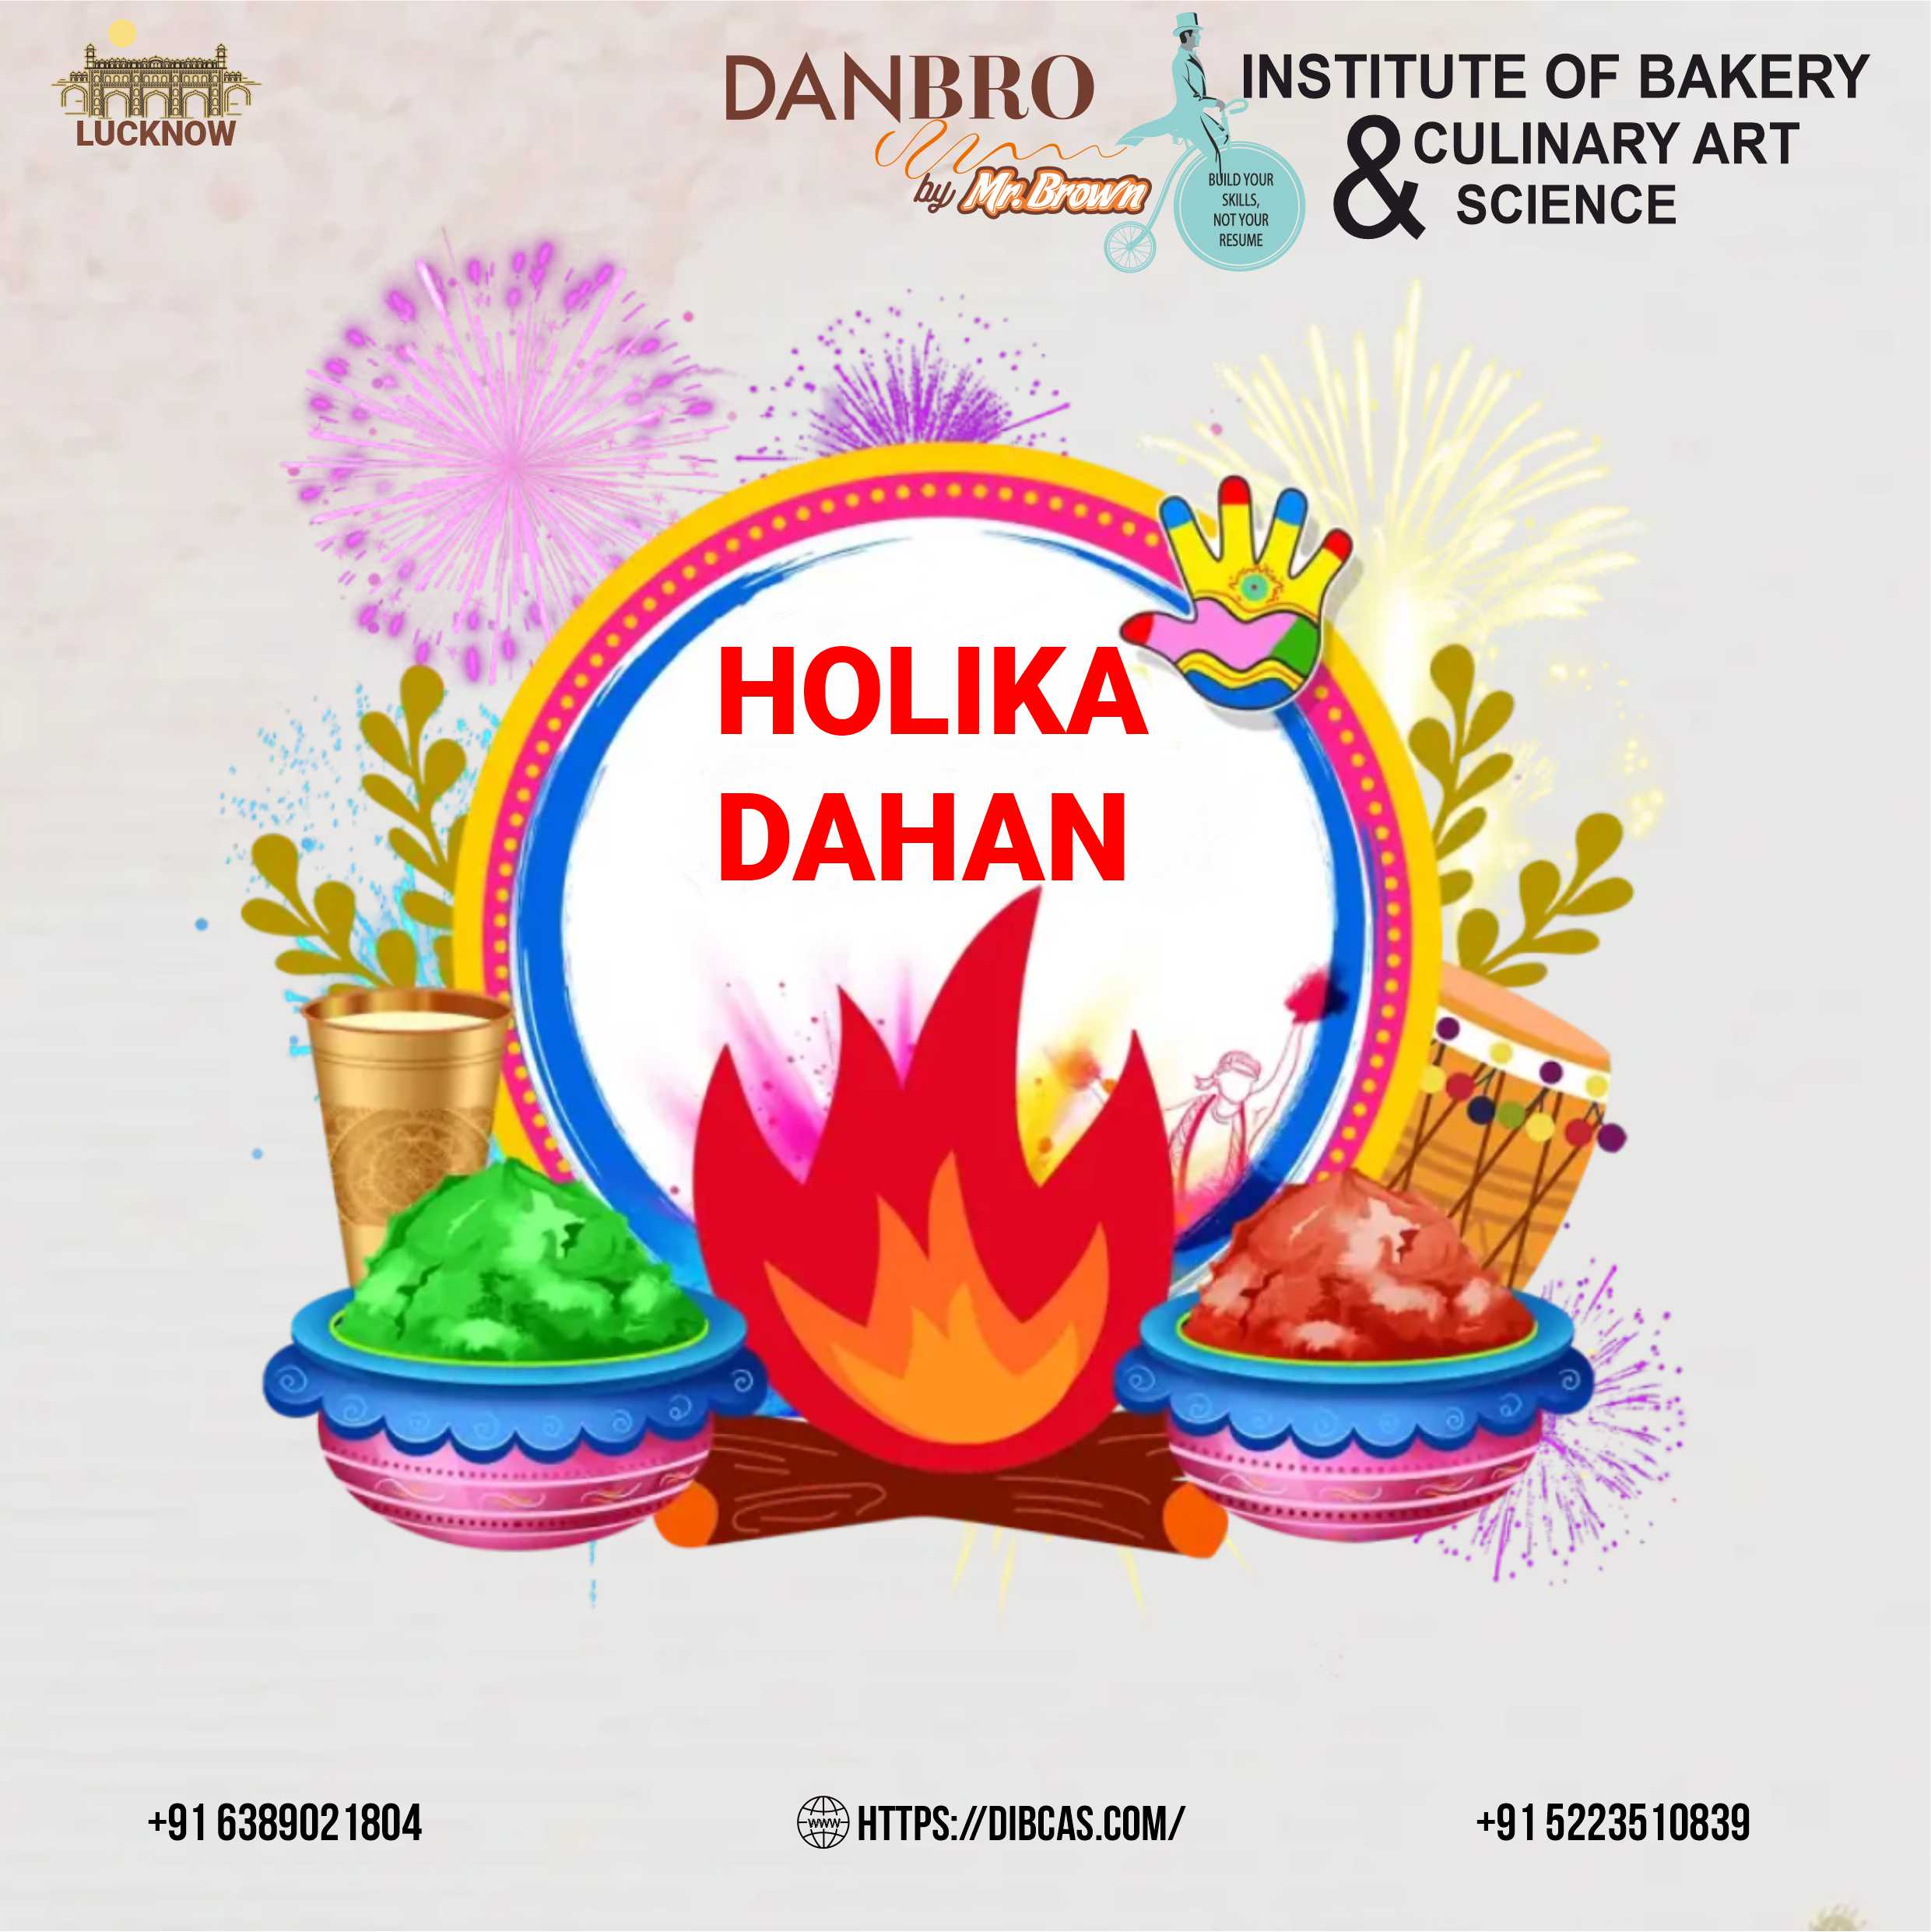 LUCKNOW
DANBRO
by Mr. Brown
BUILD YOUR
SKILLS,
NOT YOUR
RESUME
INSTITUTE OF BAKERY
& CULINARY ART
SCIENCE
HOLIKA
DAHAN
+91 6389021804
WWW HTTPS://DIBCAS.COM/
+91 5223510839